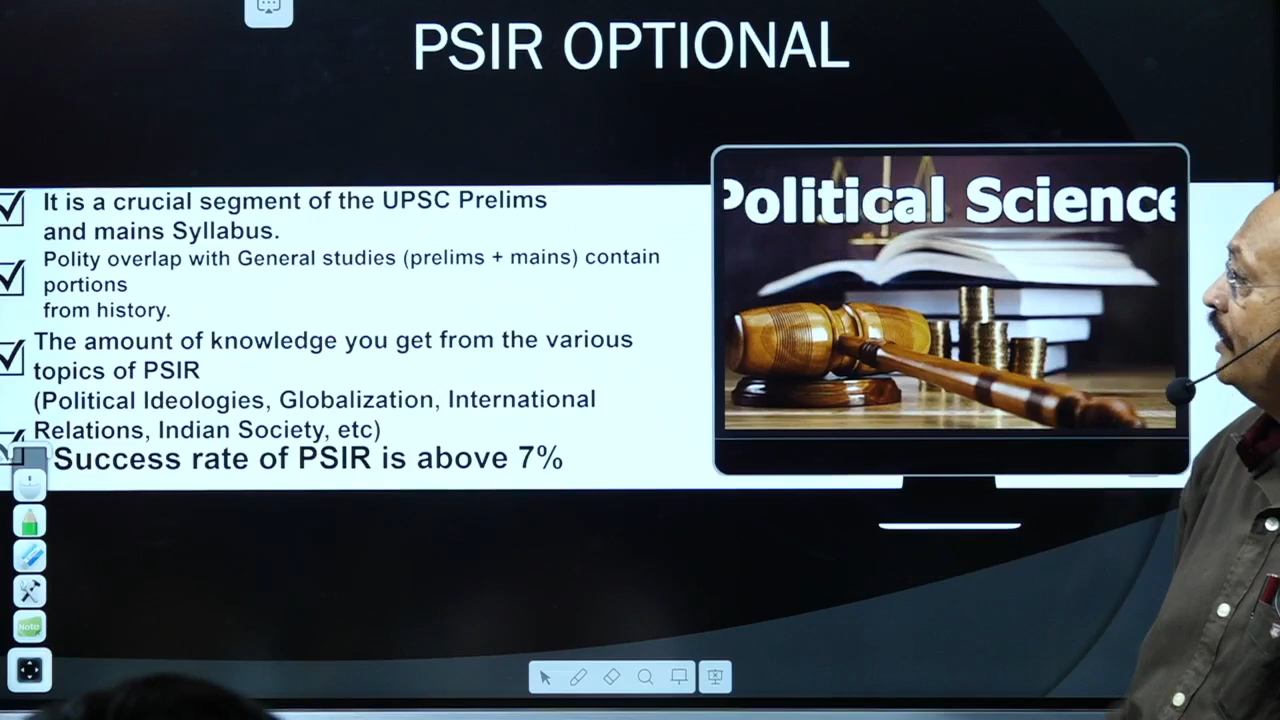 PSIR OPTIONAL
It is a crucial segment of the UPSC Prelims
and mains Syllabus.
Polity overlap with General studies (prelims + mains) contain
portions
from history.
The amount of knowledge you get from the various
topics of PSIR
(Political Ideologies, Globalization, International
Relations, Indian Society, etc)
Success rate of PSIR is above 7%
Political Science
Note